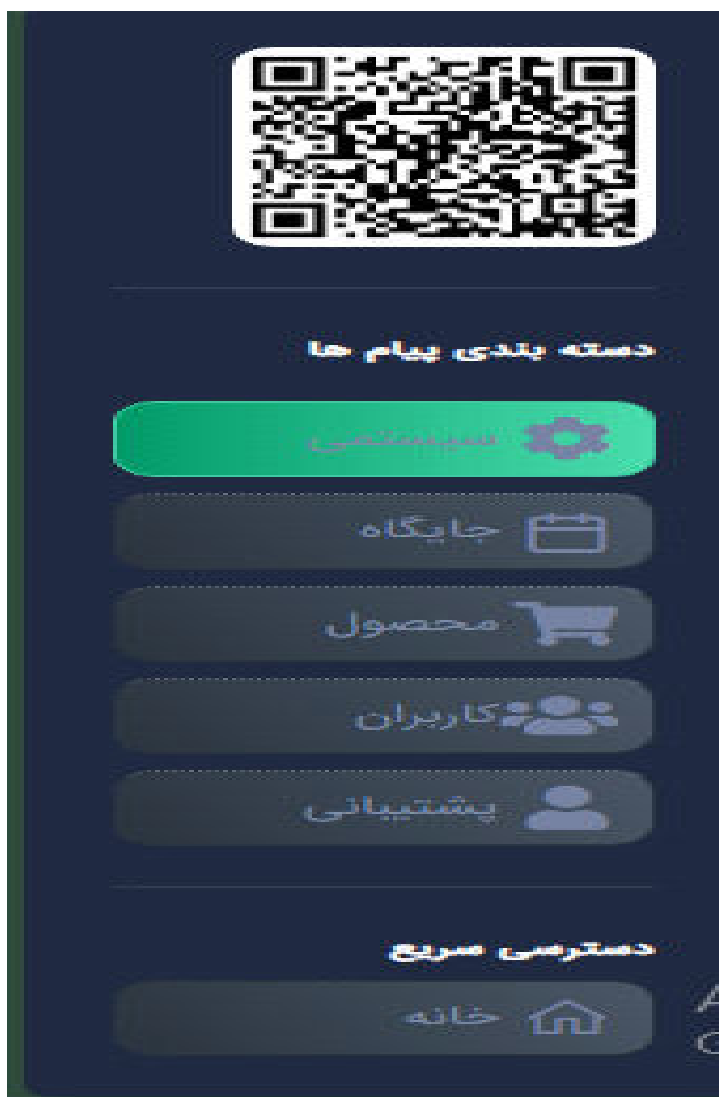 دسته بندی پیام ها
سیستمی
جایگاه
محصول
کاربران
پشتیبانی
دسترسی سریع
خانه